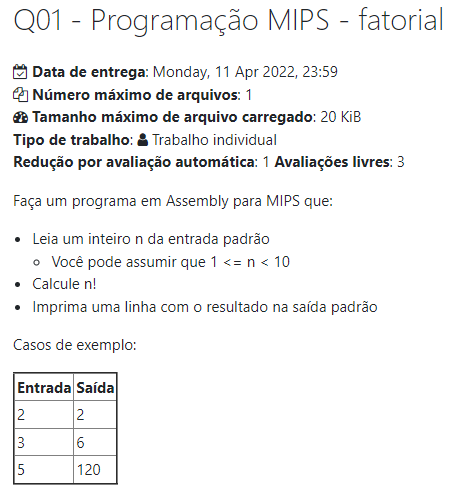 Q01 - Programação MIPS - fatorial
Data de entrega: Monday, 11 Apr 2022, 23:59
Número máximo de arquivos: 1
Tamanho máximo de arquivo carregado: 20 KiB
Tipo de trabalho: Trabalho individual
Redução por avaliação automática: 1 Avaliações livres: 3
Faça um programa em Assembly para MIPS que:
Leia um inteiro n da entrada padrão
Você pode assumir que 1 <= n < 10
Calcule n!
Imprima uma linha com o resultado na saída padrão
Casos de exemplo:
Entrada Saída
2 2
3 6
5 120